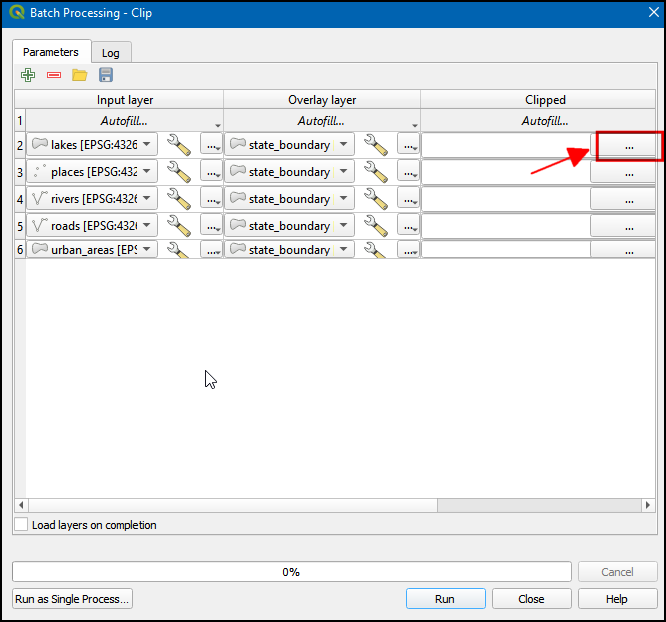 Batch Processing - Clip
Parameters
Log
Input layer Overlay layer Clipped
1 Autofill... Autofill... Autofill...
2 lakes [EPSG:4326 ... state_boundary ... ...
3 places [EPSG:432 ... state_boundary ... ...
4 rivers [EPSG:4326 ... state_boundary ... ...
5 roads [EPSG:4326 ... state_boundary ... ...
6 urban_areas [EPS ... state_boundary ... ...
Load layers on completion
0% Cancel
Run as Single Process... Run Close Help